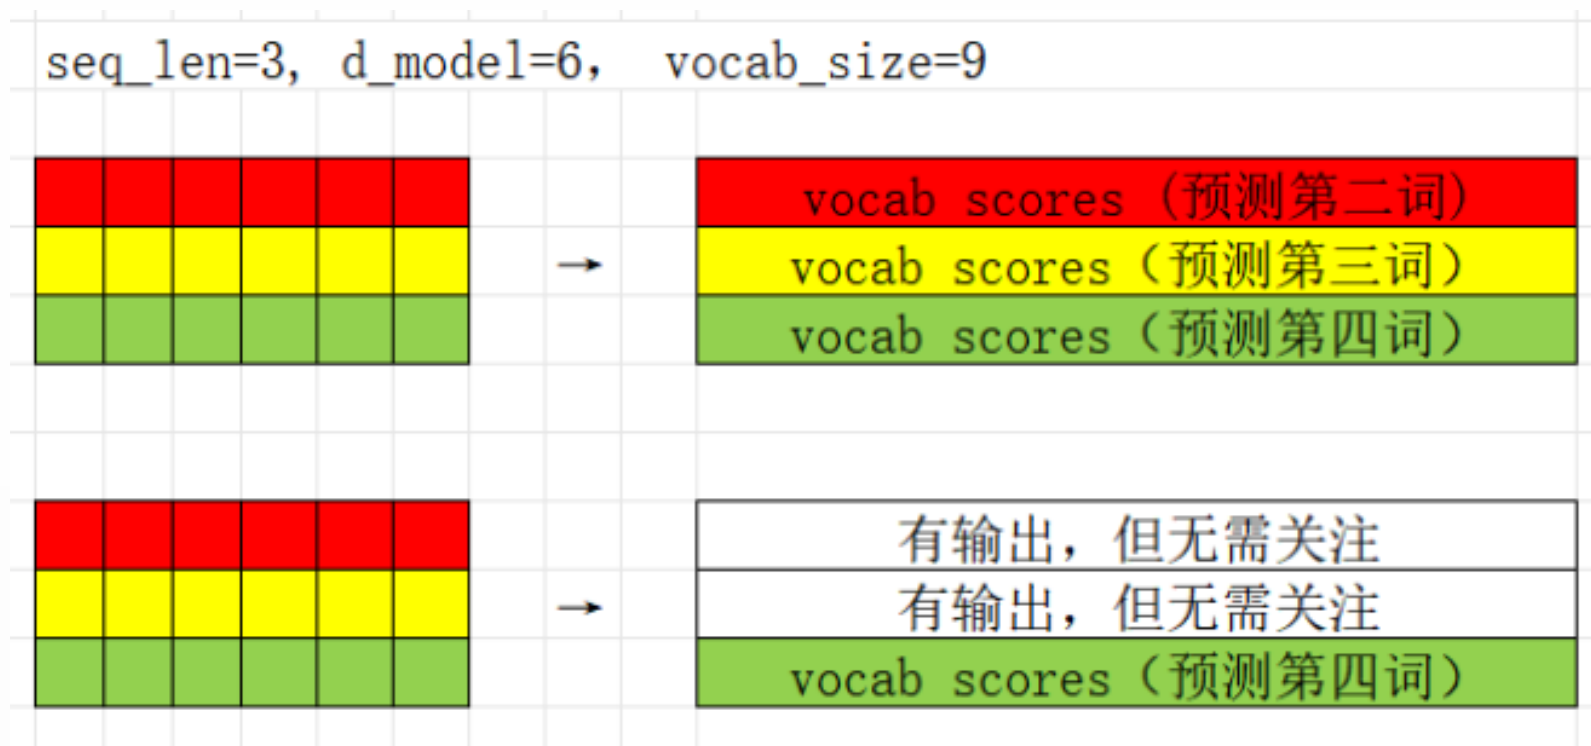 seq_len=3, d_model=6， vocab_size=9
vocab scores (预测第二词)
→
vocab scores（预测第三词）
vocab scores（预测第四词）
有输出，但无需关注
→
有输出，但无需关注
vocab scores（预测第四词）